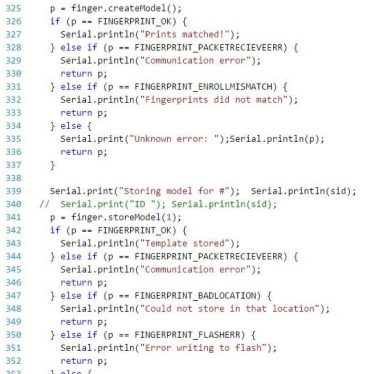 325 p = finger.createModel();
326 if (p == FINGERPRINT_OK) {
327 Serial.println("Prints matched!");
328 } else if (p == FINGERPRINT_PACKETRECIEVEERR) {
329 Serial.println("Communication error");
330 return p;
331 } else if (p == FINGERPRINT_ENROLLMISMATCH) {
332 Serial.println("Fingerprints did not match");
333 return p;
334 } else {
335 Serial.print("Unknown error: ");Serial.println(p);
336 return p;
337 }
338
339 Serial.print("Storing model for #"); Serial.println(sid);
340 // Serial.print("ID "); Serial.println(sid);
341 p = finger.storeModel(1);
342 if (p == FINGERPRINT_OK) {
343 Serial.println("Template stored");
344 } else if (p == FINGERPRINT_PACKETRECIEVEERR) {
345 Serial.println("Communication error");
346 return p;
347 } else if (p == FINGERPRINT_BADLOCATION) {
348 Serial.println("Could not store in that location");
349 return p;
350 } else if (p == FINGERPRINT_FLASHERR) {
351 Serial.println("Error writing to flash");
352 return p;
353 } else {